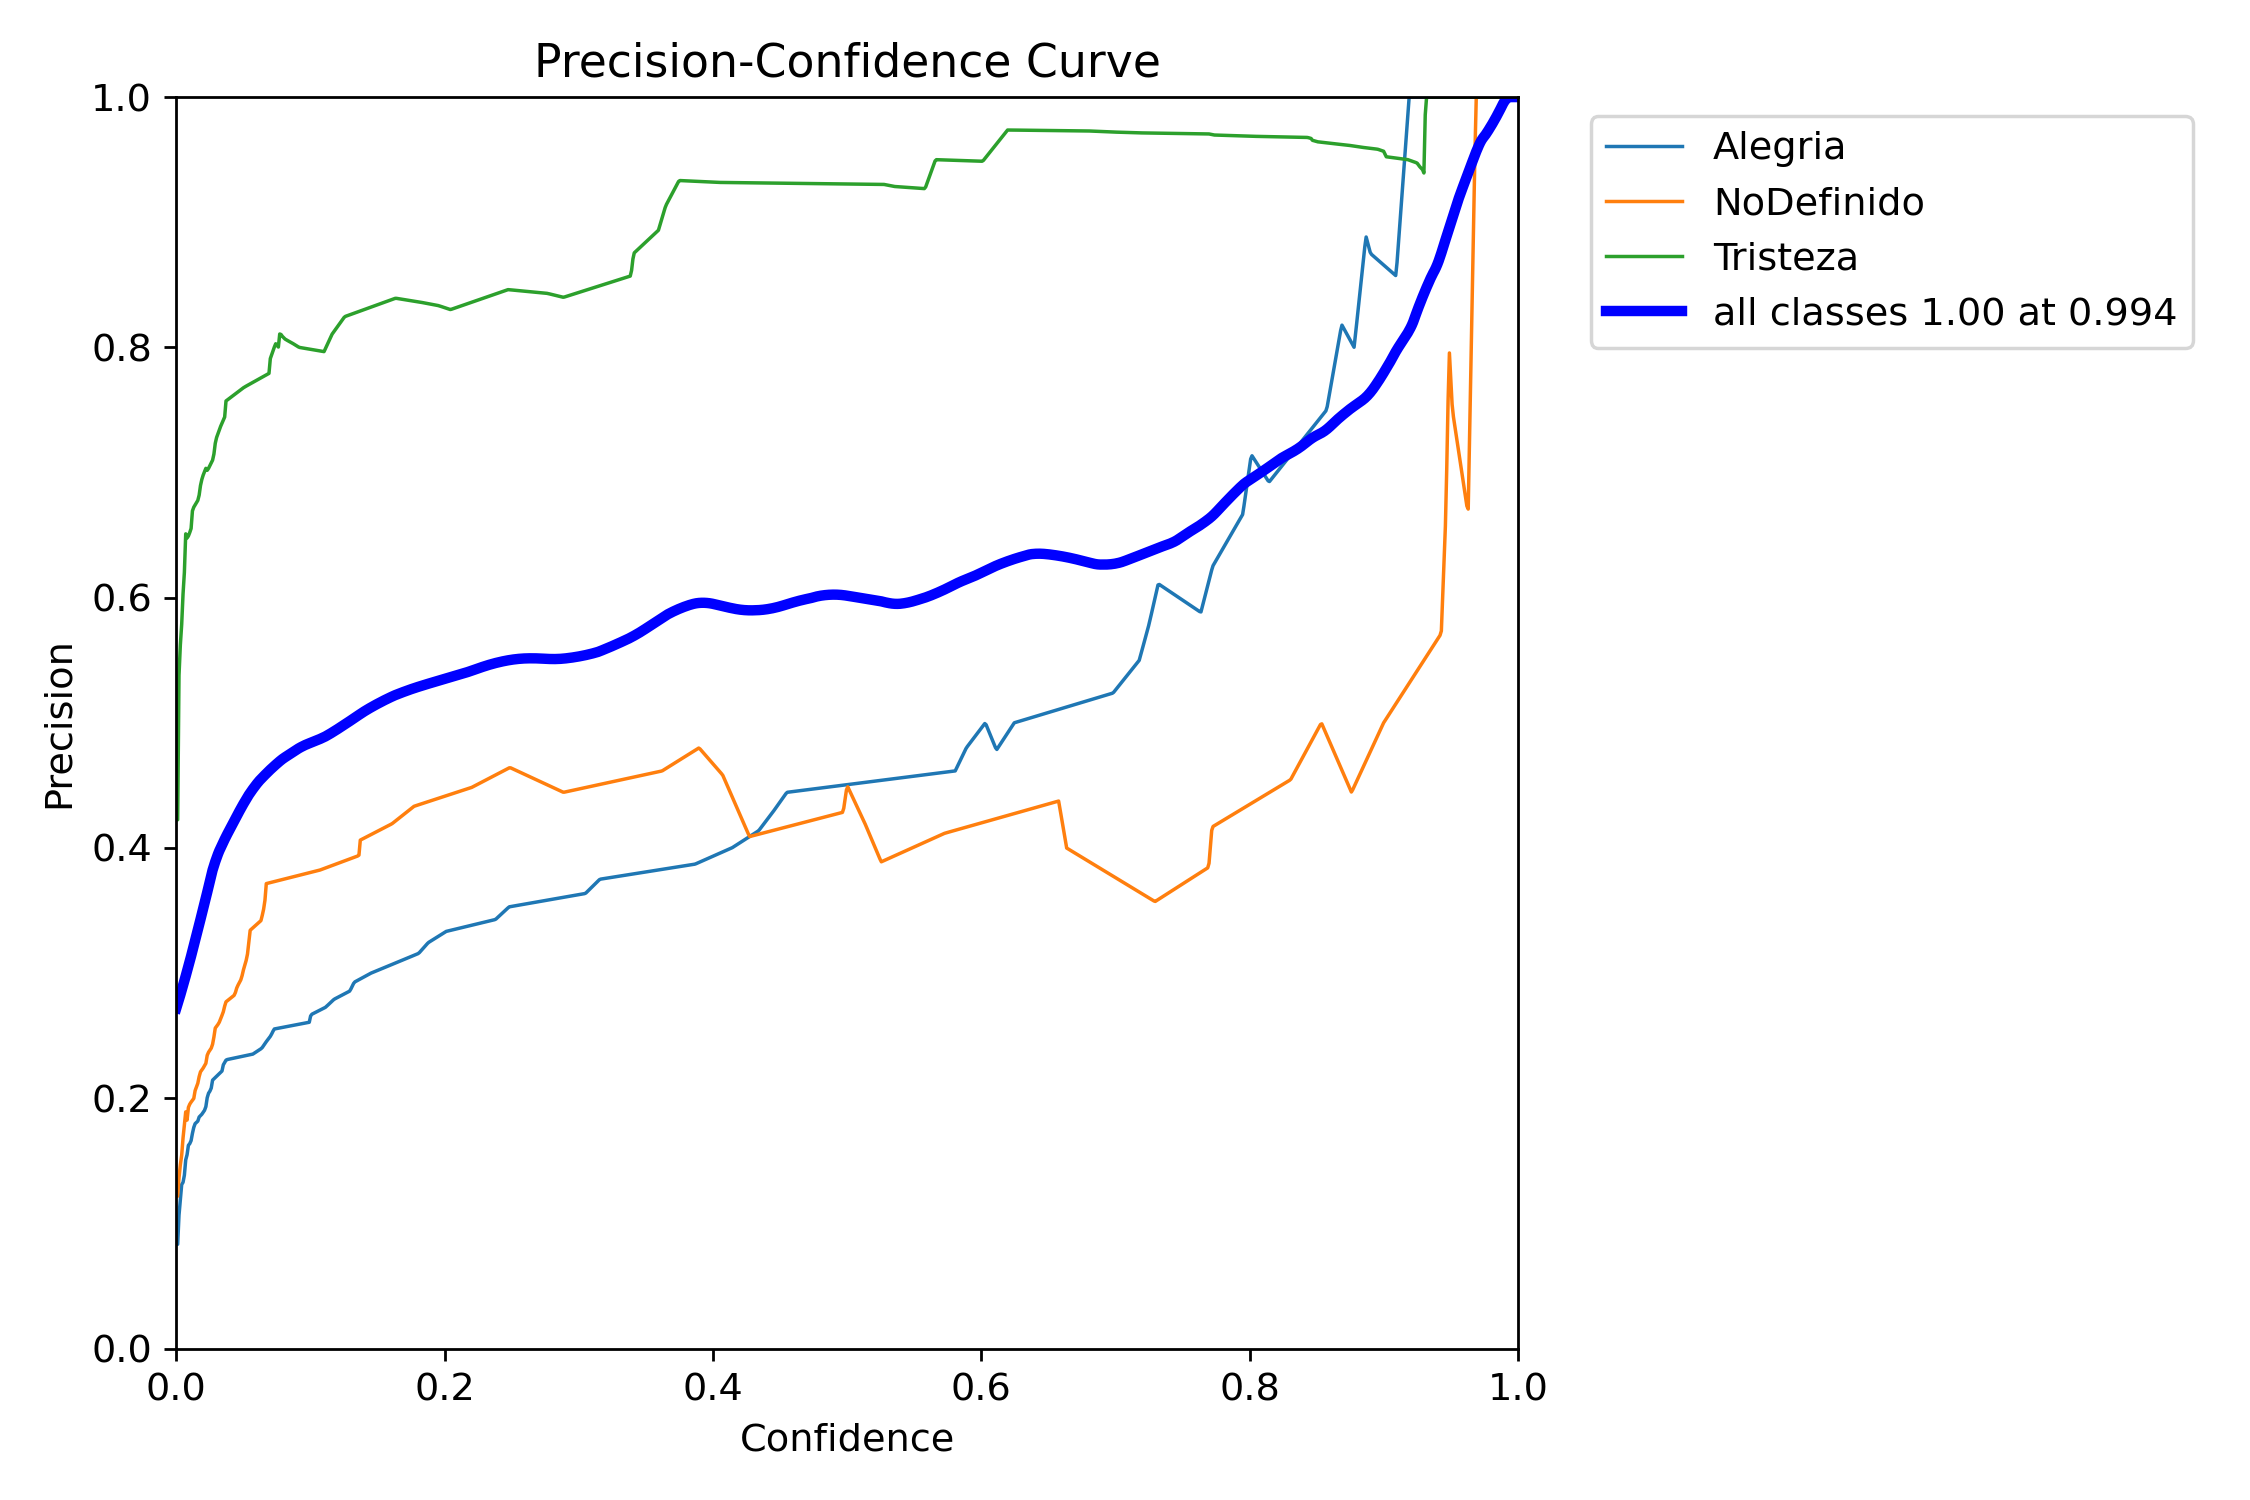 Precision-Confidence Curve
1.0
0.8
0.6
0.4
0.2
0.0
Precision
0.0 0.2 0.4 0.6 0.8 1.0
Confidence
Alegria
NoDefinido
Tristeza
all classes 1.00 at 0.994